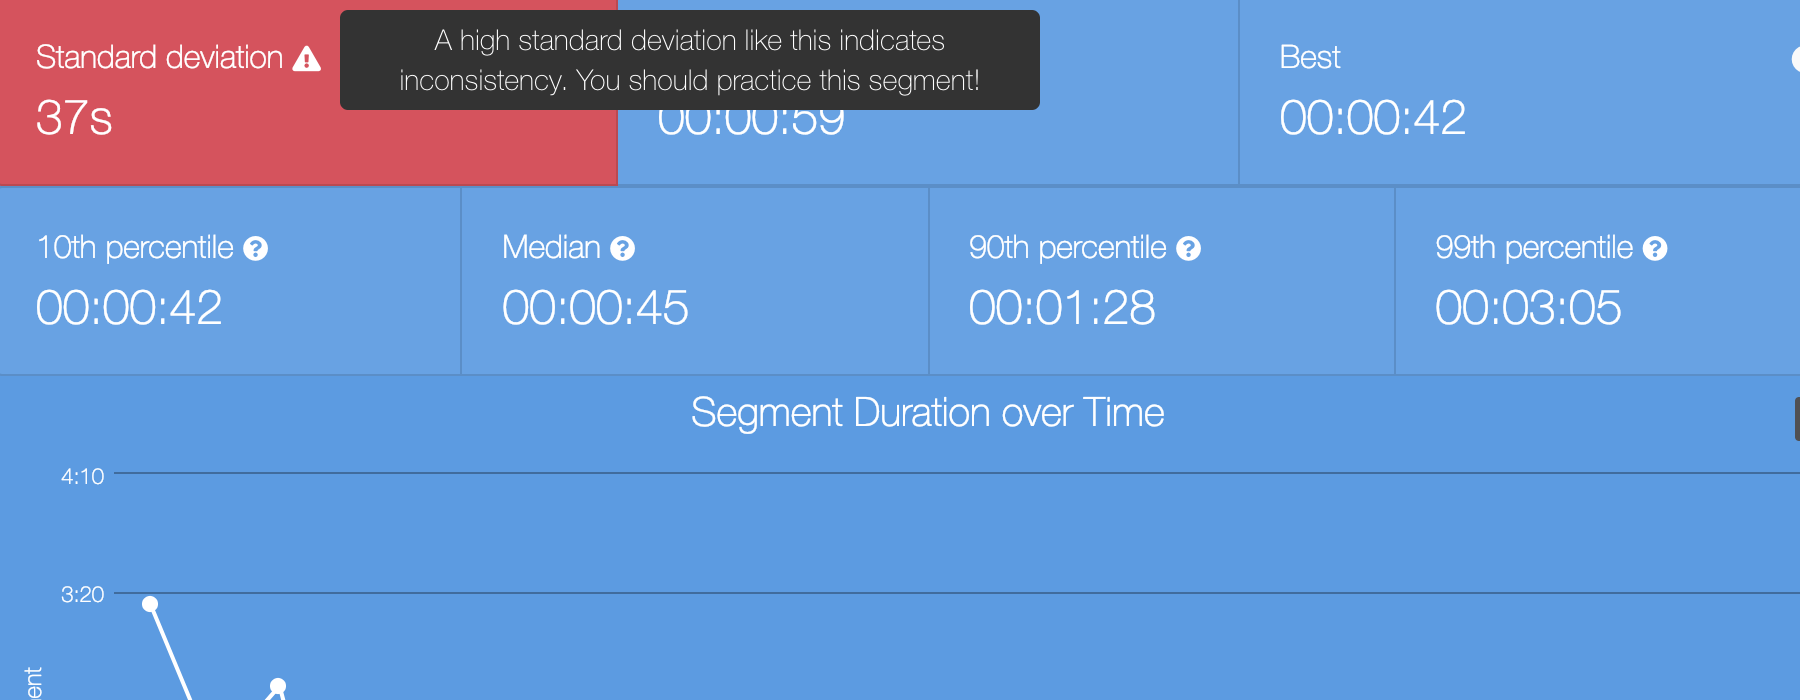 Standard deviation
A high standard deviation like this indicates
inconsistency. You should practice this segment!
37s
00:00:59
Best
00:00:42
10th percentile
00:00:42
Median
00:00:45
90th percentile
00:01:28
99th percentile
00:03:05
Segment Duration over Time
4:10
3:20